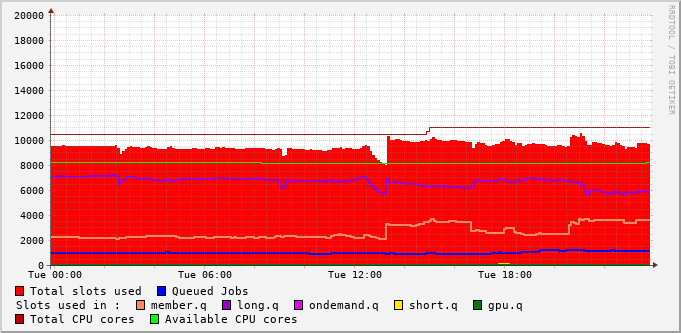 RRDTOOL / TOBI OETIKER
20000
18000
16000
14000
12000
10000
8000
6000
4000
2000
0
Tue 00:00 Tue 06:00 Tue 12:00 Tue 18:00
Total slots used Queued Jobs
Slots used in : member.q long.q ondemand.q short.q gpu.q
Total CPU cores Available CPU cores